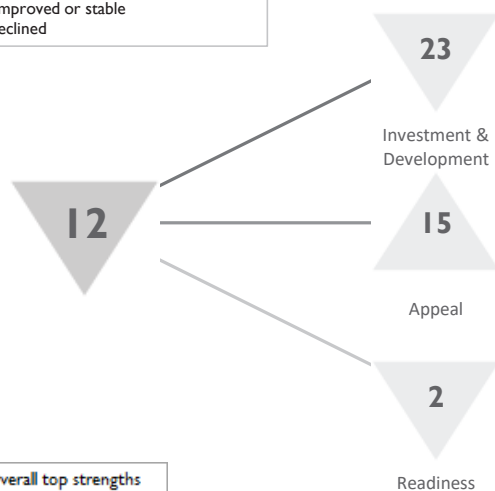 mproved or stable
eclined
23
Investment &
Development
12
15
Appeal
2
Readiness
verall top strengths